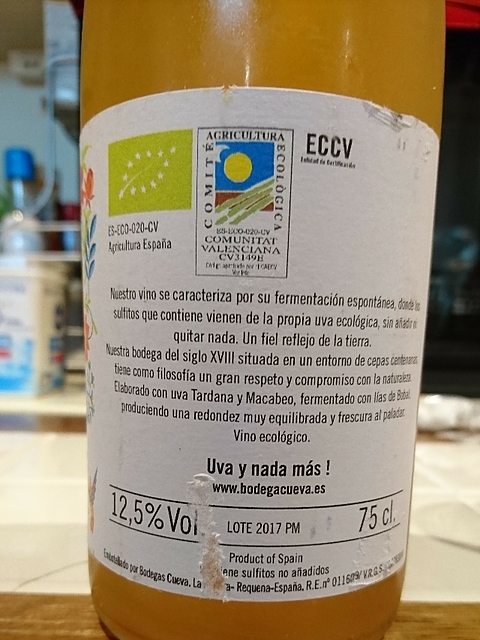 COMITÉ AGRICULTURA ECOLÓGICA
ES-ECO-020-CV
COMUNITAT
VALENCIANA
CV3149E
ECCV
Entidad de Certificación
ES-ECO-020-CV
Agricultura España
Nuestro vino se caracteriza por su fermentación espontánea, donde los
sulfitos que contiene vienen de la propia uva ecológica, sin añadir ni
quitar nada. Un fiel reflejo de la tierra.
Nuestra bodega del siglo XVIII situada en un entorno de cepas centenarias,
tiene como filosofía un gran respeto y compromiso con la naturaleza.
Elaborado con uva Tardana y Macabeo, fermentado con lías de Bobal,
produciendo una redondez muy equilibrada y frescura al paladar.
Vino ecológico.
Uva y nada más !
www.bodegacueva.es
12,5% Vol
LOTE 2017 PM
75 cl.
Product of Spain
sulfitos no añadidos
Embotellado por Bodegas Cueva, La - Requena-España. R.E.nº